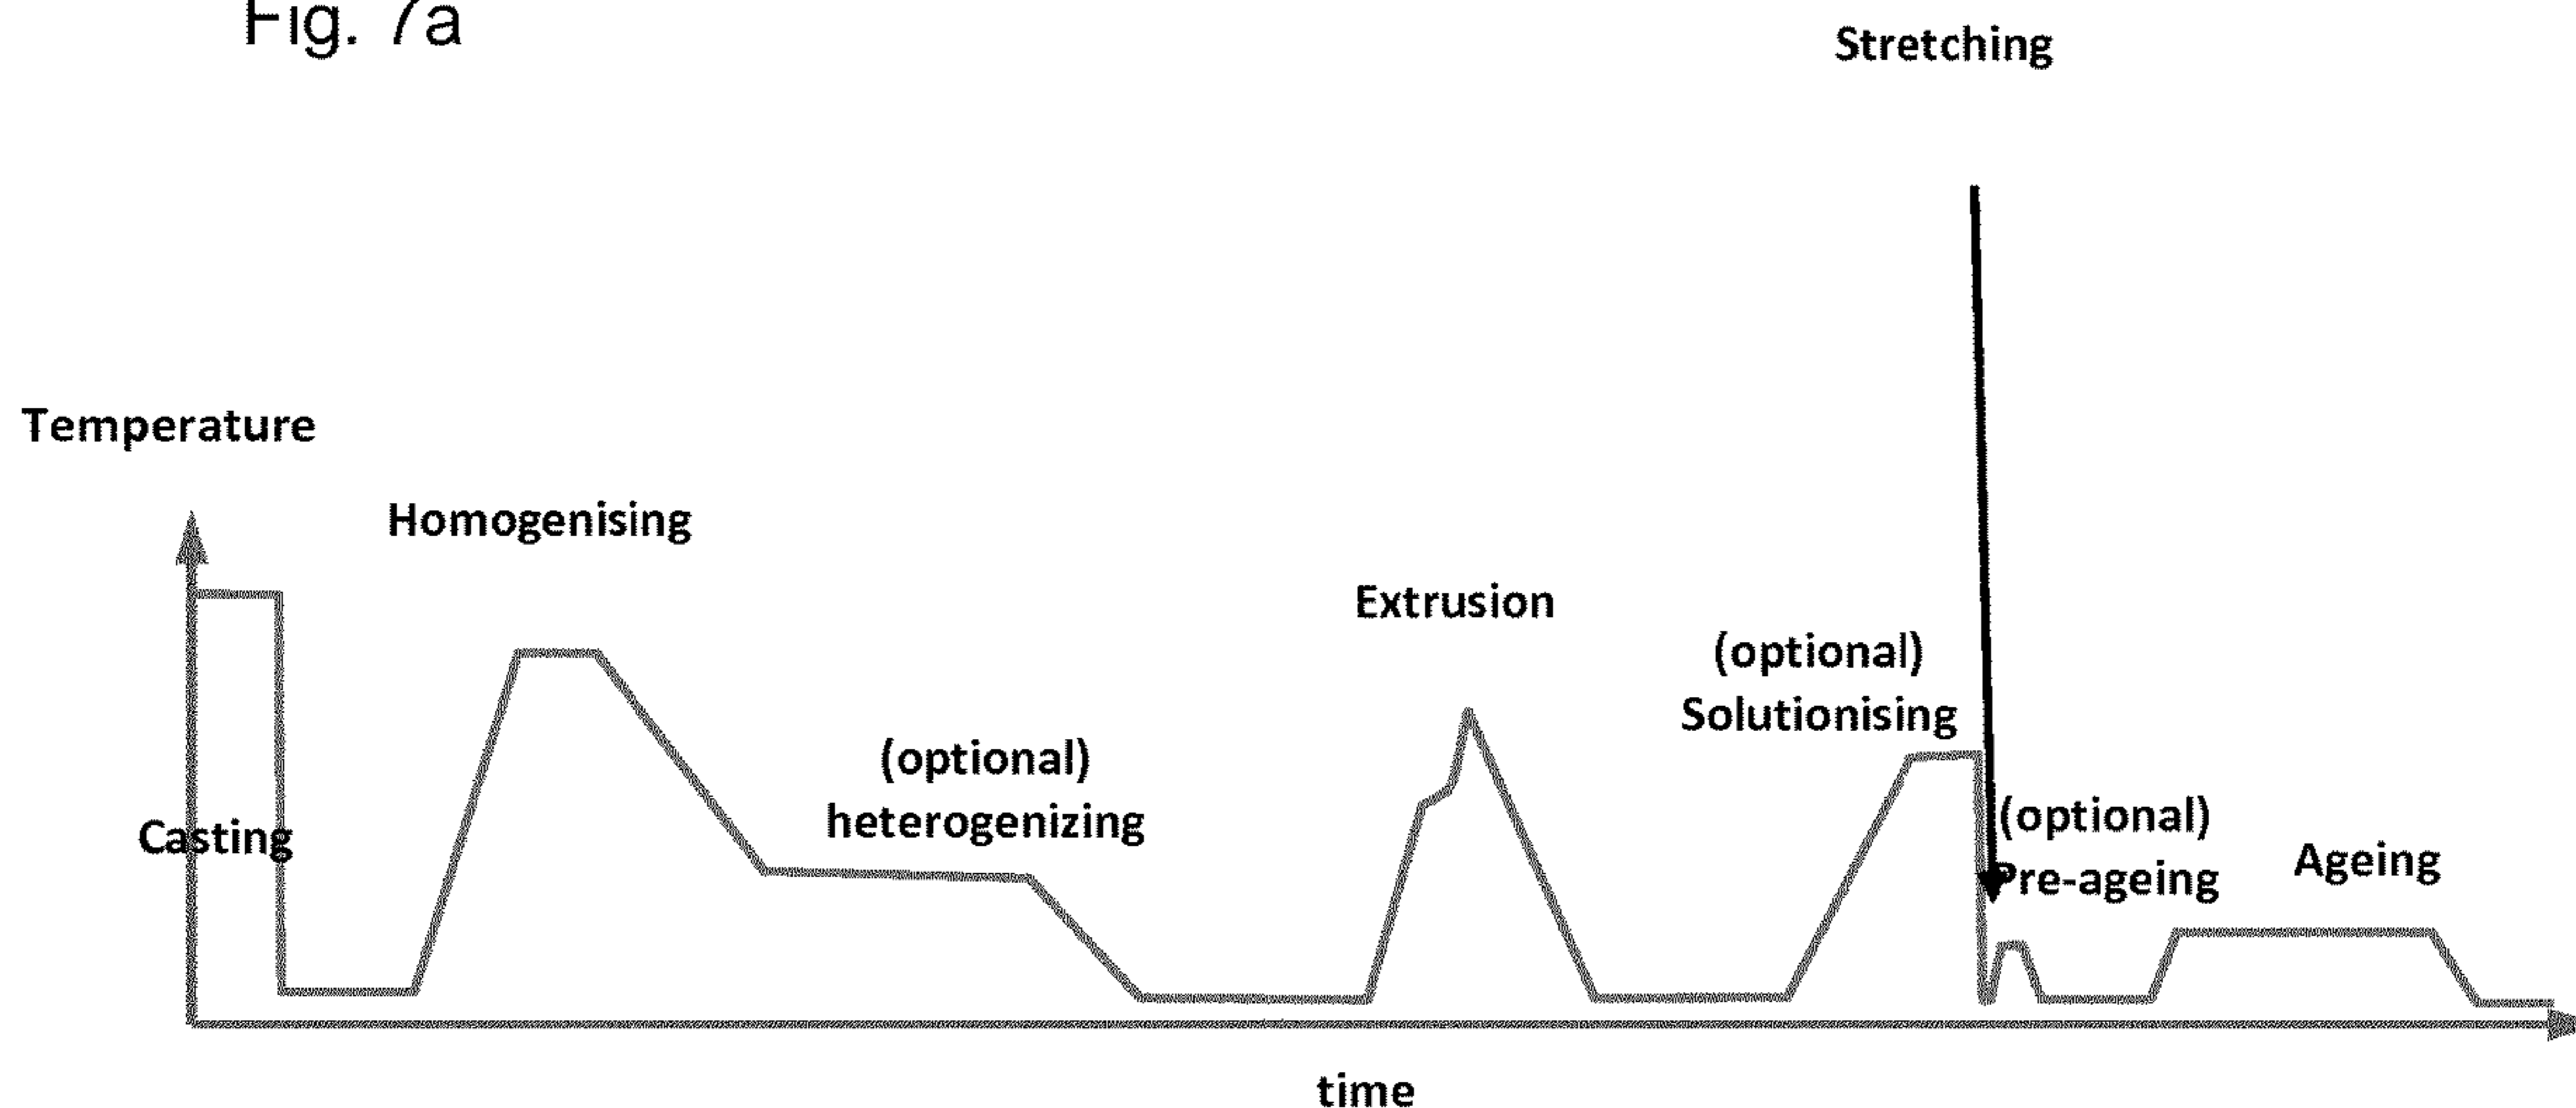 Fig. 7a
Stretching
Temperature
Homogenising
Extrusion
(optional)
Solutionising
(optional)
heterogenizing
Casting
(optional)
Pre-ageing
Ageing
time